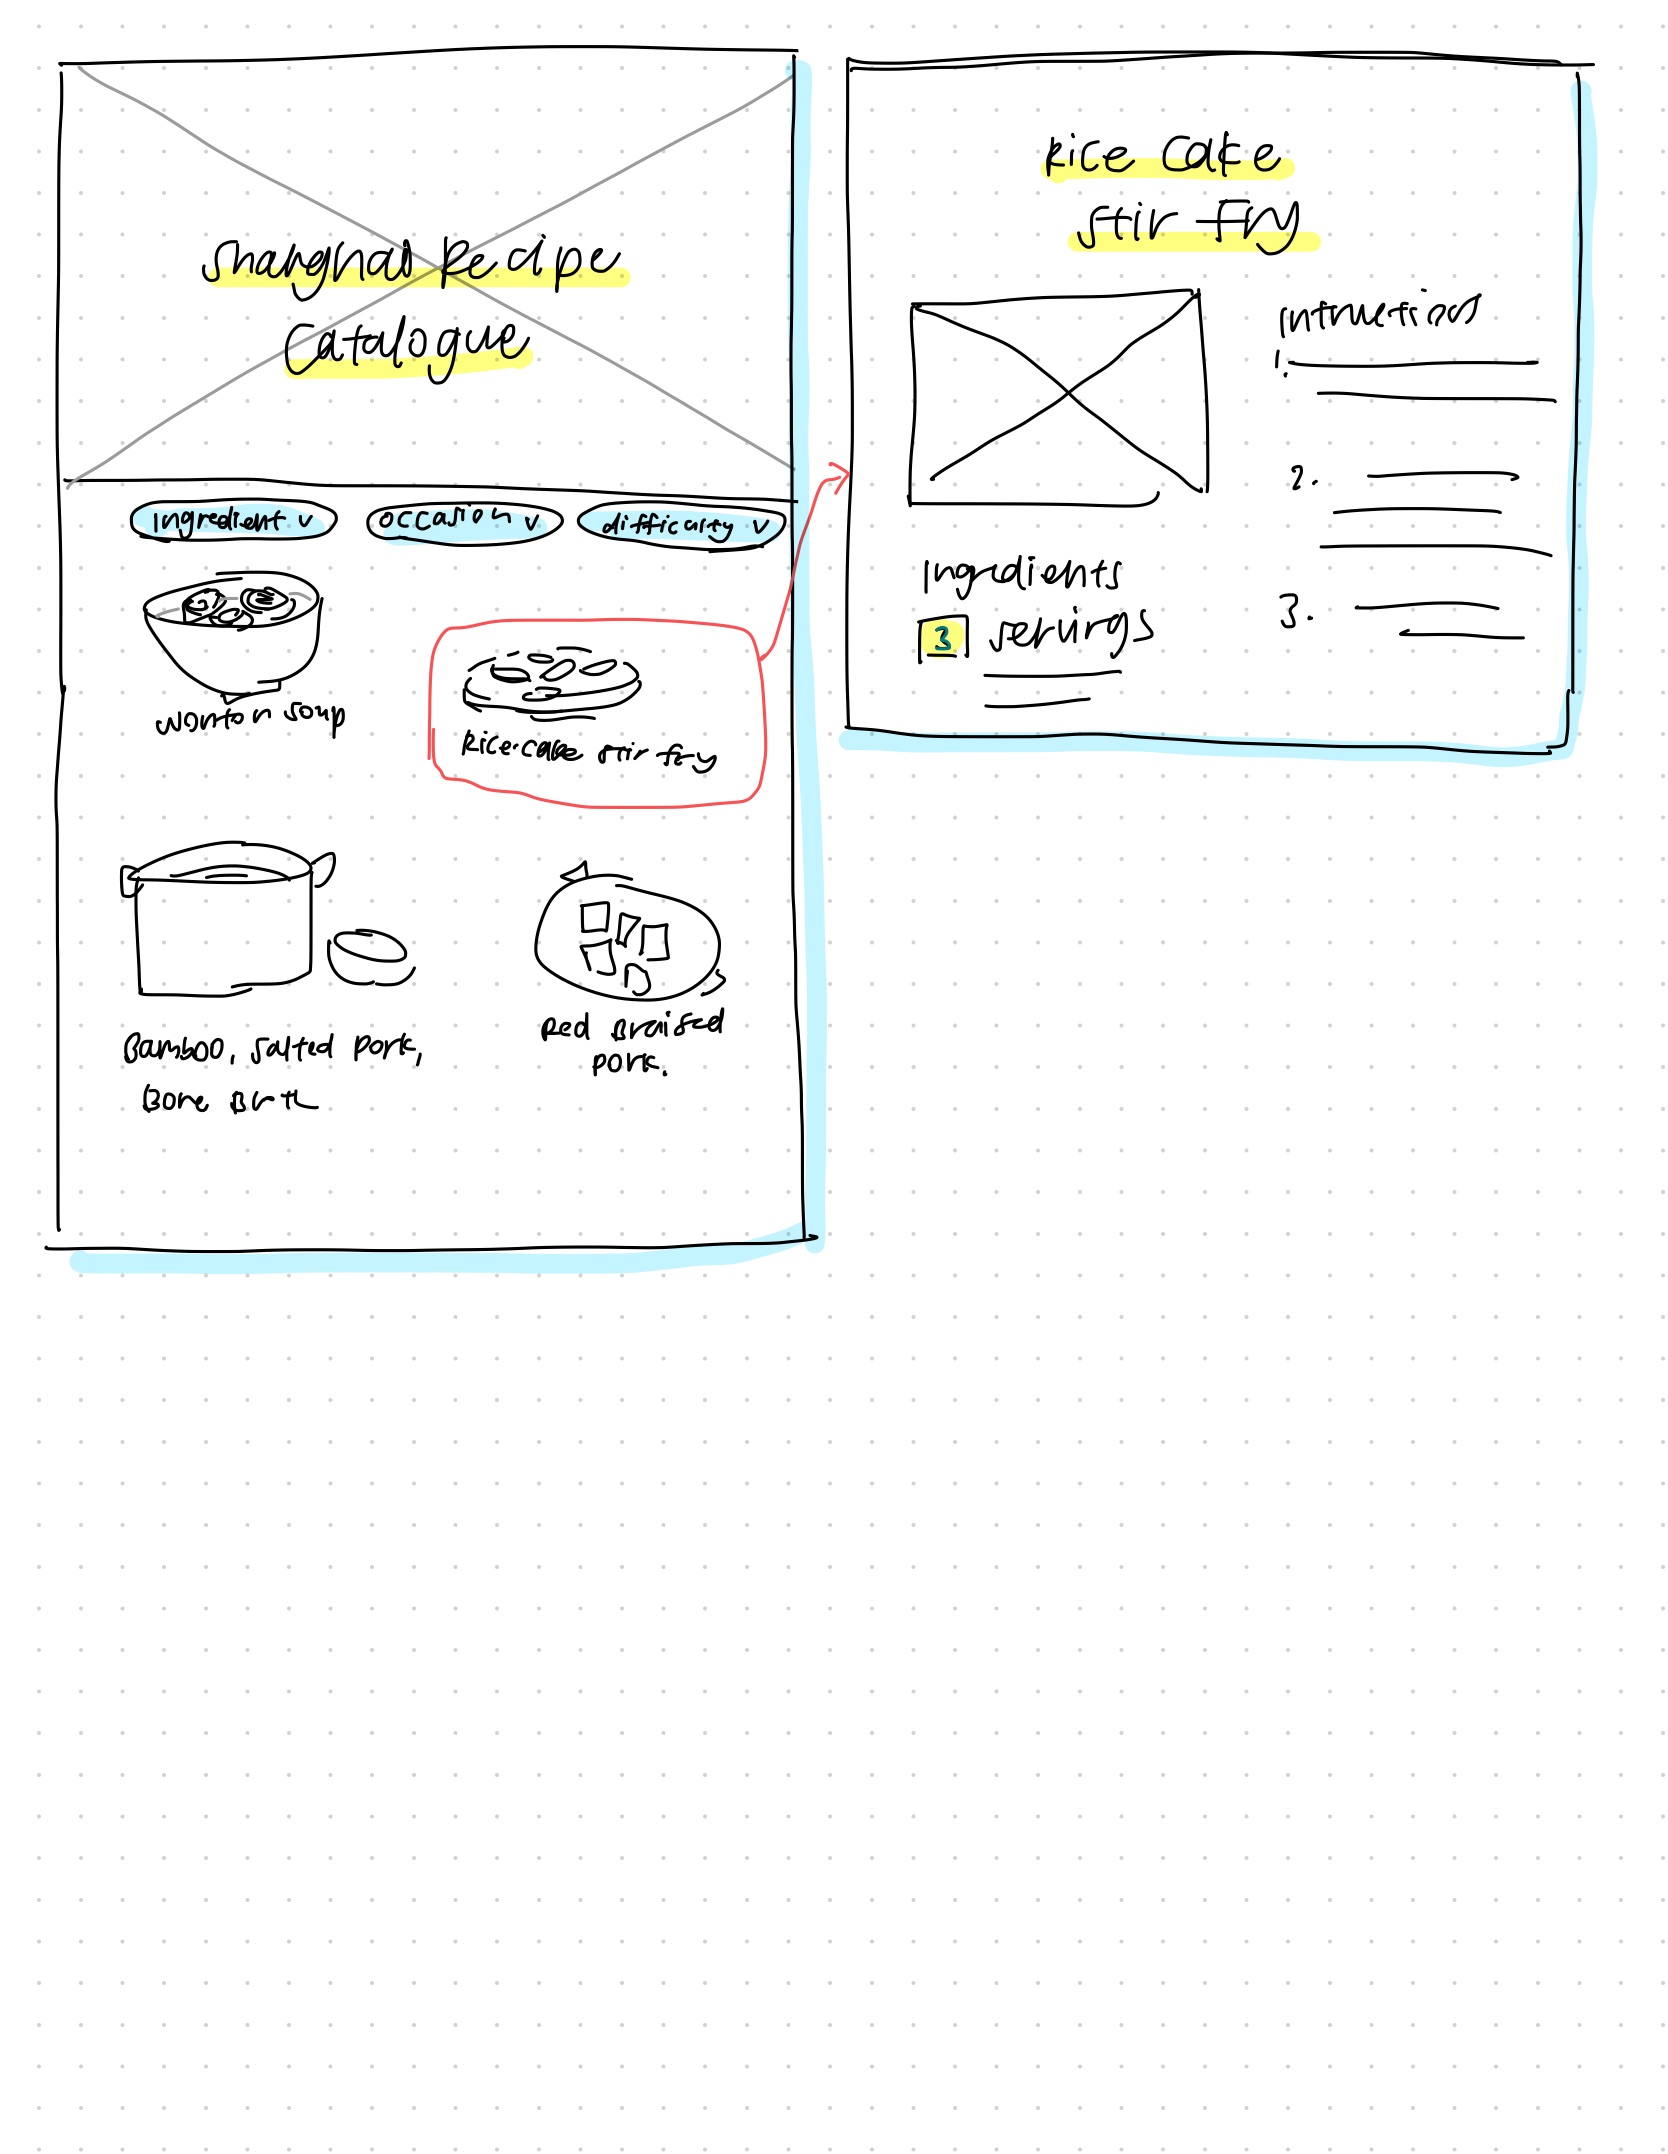 Shanghai Recipe
Catalogue
Ingredient v
occasion v
difficulty v
wonton soup
Rice cake stir fry
Bamboo, salted pork,
Bone Broth
Red Braised
pork.
Rice Cake
Stir Fry
Intructions
1.
2.
3.
Ingredients
3 servings